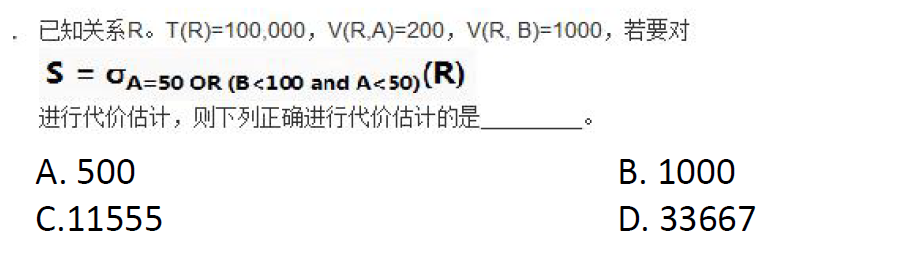 . 已知关系R。T(R)=100,000，V(R,A)=200，V(R, B)=1000，若要对
S = σA=50 OR (B<100 and A<50)(R)
进行代价估计，则下列正确进行代价估计的是________。
A. 500 B. 1000
C.11555 D. 33667